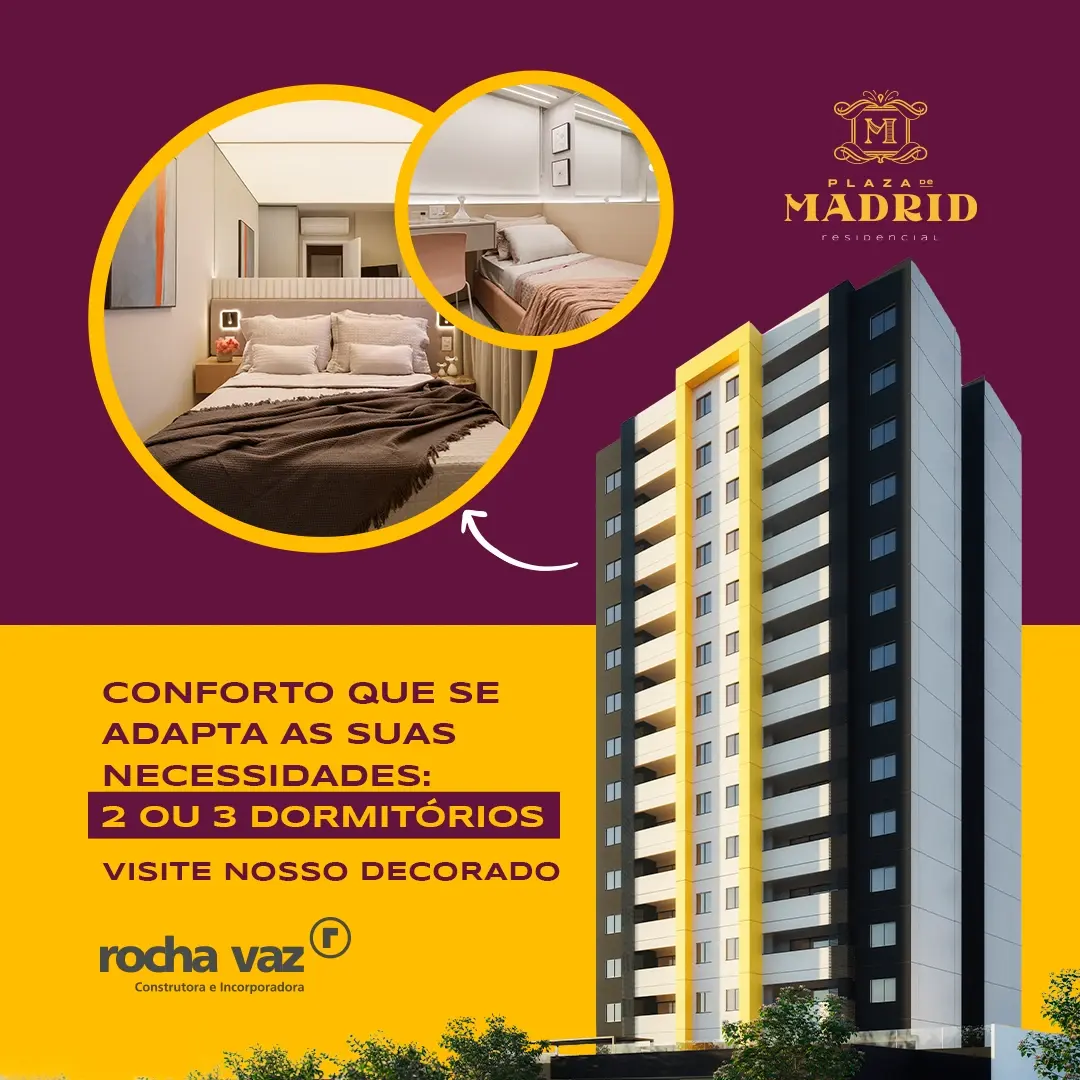 M
PLAZA DE
MADRID
residencial
CONFORTO QUE SE
ADAPTA AS SUAS
NECESSIDADES:
2 OU 3 DORMITÓRIOS
VISITE NOSSO DECORADO
rocha vaz r
Construtora e Incorporadora